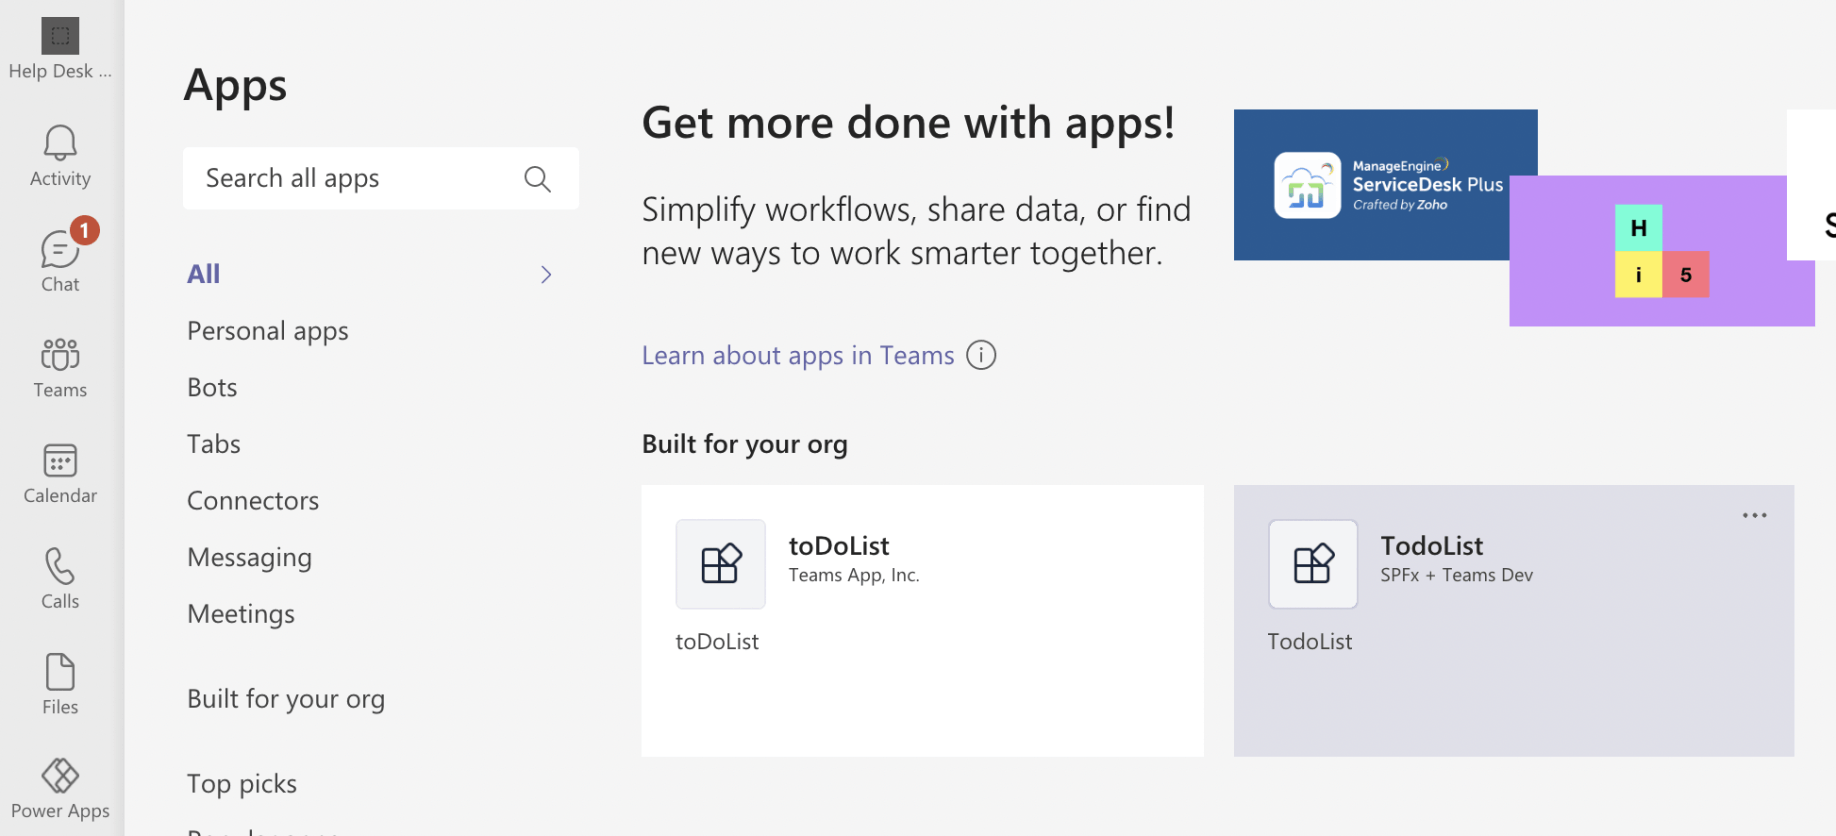 Help Desk ...
Activity
1
Chat
Teams
Calendar
Calls
Files
Power Apps
Apps
Search all apps
All
Personal apps
Bots
Tabs
Connectors
Messaging
Meetings
Built for your org
Top picks
Get more done with apps!
Simplify workflows, share data, or find
new ways to work smarter together.
Learn about apps in Teams
ManageEngine
ServiceDesk Plus
Crafted by Zoho
H
i 5
S
Built for your org
toDoList
Teams App, Inc.
toDoList
TodoList
SPFx + Teams Dev
TodoList